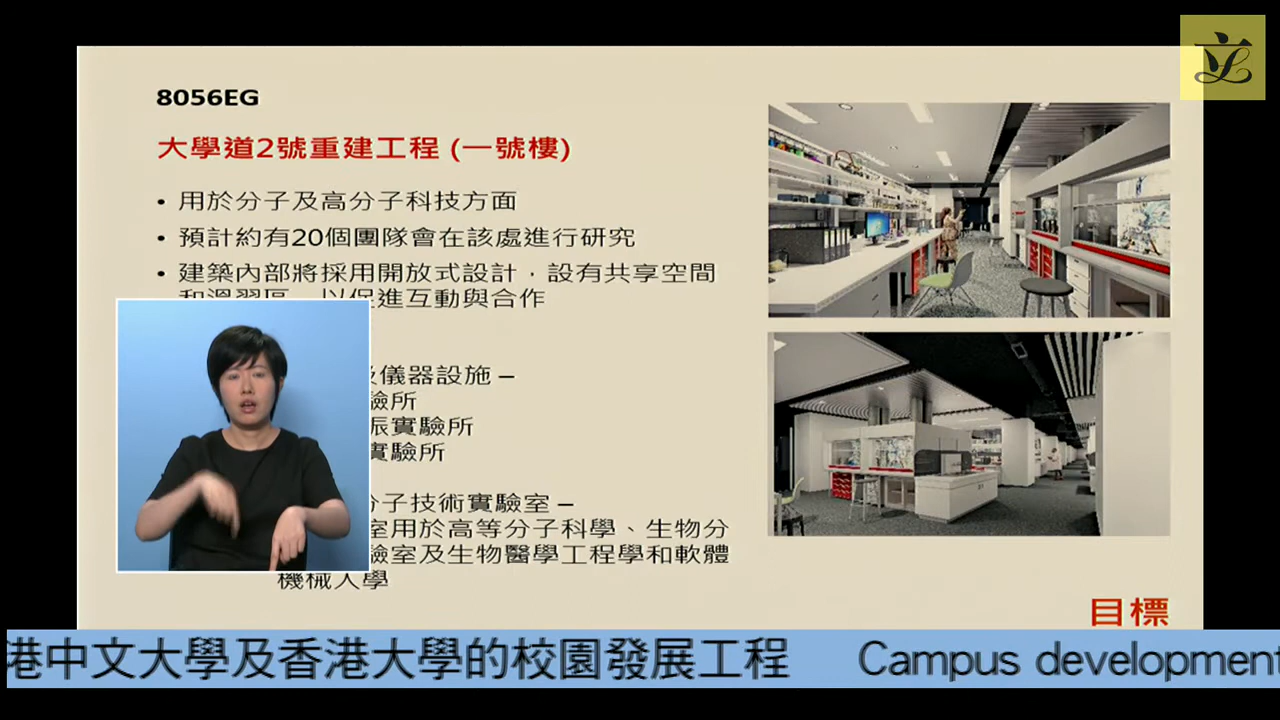 立
8056EG
大學道2號重建工程 (一號樓)
• 用於分子及高分子科技方面
• 預計約有20個團隊會在該處進行研究
• 建築內部將採用開放式設計，設有共享空間
和溫習區，以促進互動與合作
及儀器設施 –
驗所
振實驗所
實驗所
分子技術實驗室 –
室用於高等分子科學、生物分
驗室及生物醫學工程學和軟體
機械人學
目標
港中文大學及香港大學的校園發展工程 Campus development